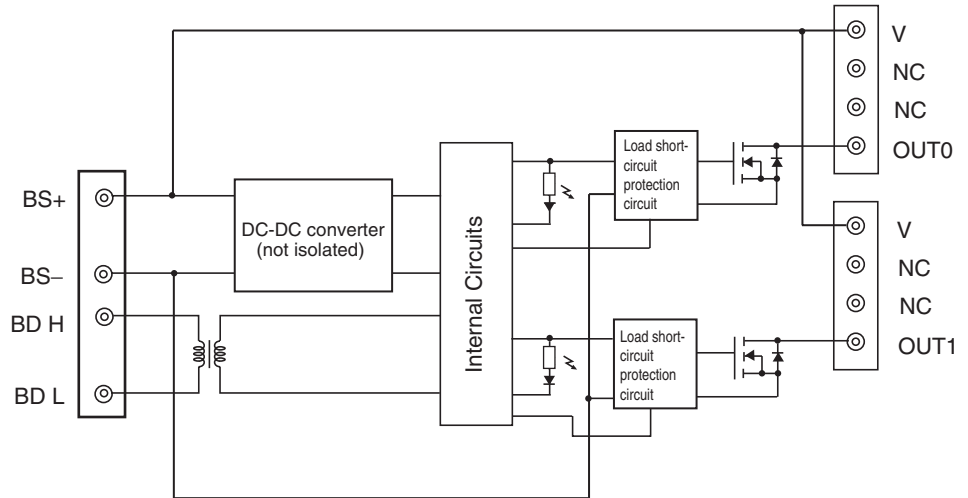 V
NC
NC
OUT0
Load short-
circuit
protection
circuit
BS+
DC-DC converter
(not isolated)
BS−
BD H
BD L
Internal Circuits
V
NC
NC
OUT1
Load short-
circuit
protection
circuit